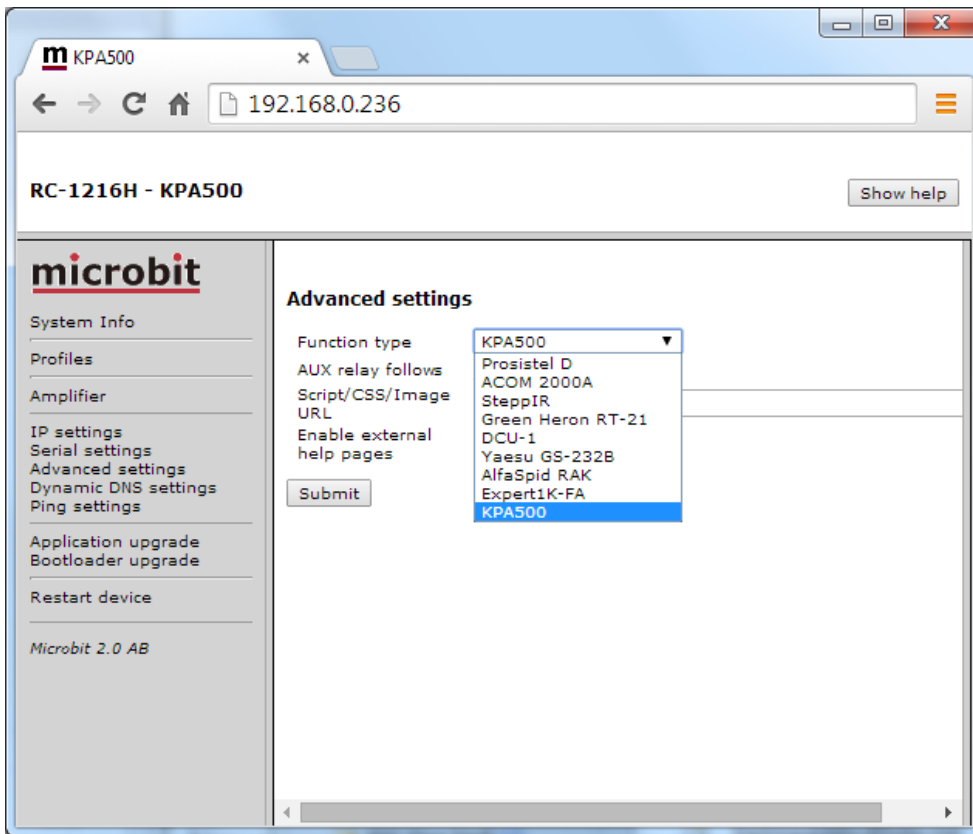 KPA500
192.168.0.236
RC-1216H - KPA500
Show help
microbit
System Info
Profiles
Amplifier
IP settings
Serial settings
Advanced settings
Dynamic DNS settings
Ping settings
Application upgrade
Bootloader upgrade
Restart device
Microbit 2.0 AB
Advanced settings
Function type
KPA500
AUX relay follows
Script/CSS/Image
URL
Enable external
help pages
Submit
Prosistel D
ACOM 2000A
SteppIR
Green Heron RT-21
DCU-1
Yaesu GS-232B
AlfaSpid RAK
Expert1K-FA
KPA500